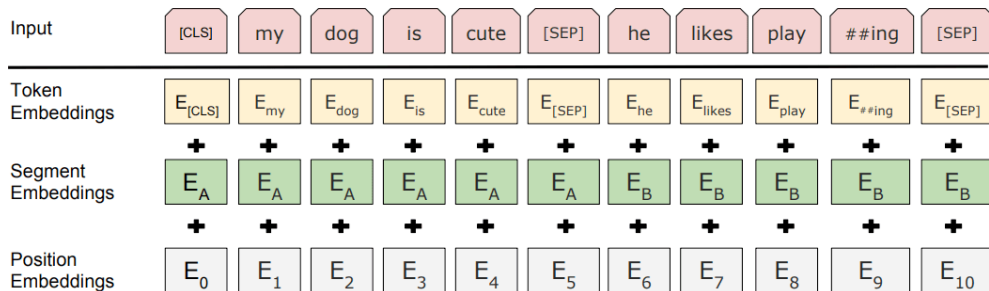 Input [CLS] my dog is cute [SEP] he likes play ##ing [SEP]
Token Embeddings E[CLS] Emy Edog Eis Ecute E[SEP] Ehe Elikes Eplay E##ing E[SEP]
+ + + + + + + + + + +
Segment Embeddings EA EA EA EA EA EA EB EB EB EB EB
+ + + + + + + + + + +
Position Embeddings E0 E1 E2 E3 E4 E5 E6 E7 E8 E9 E10